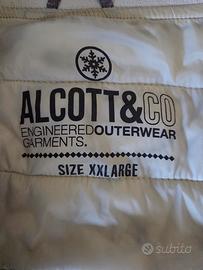 ALCOTT&CO
ENGINEEREDOUTERWEAR
GARMENTS.
SIZE XXLARGE
subito